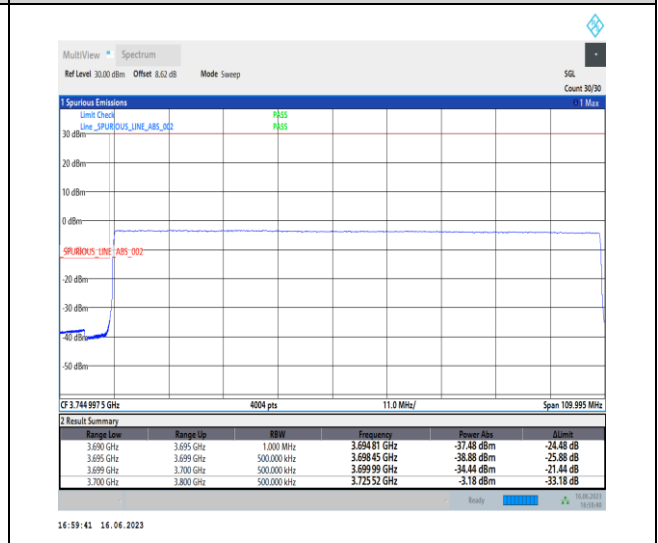 MultiView Spectrum
Ref Level 30.00 dBm Offset 8.62 dB Mode Sweep SGL
Count 30/30
1 Spurious Emissions 1 Max
Limit Check PASS
Line _SPURIOUS_LINE_ABS_002 PASS
30 dBm
20 dBm
10 dBm
0 dBm
_SPURIOUS_LINE_ABS_002
-20 dBm
-30 dBm
-40 dBm
-50 dBm
CF 3.744 997 5 GHz 4004 pts 11.0 MHz/ Span 109.995 MHz
2 Result Summary
Range Low Range Up RBW Frequency Power Abs ΔLimit
3.690 GHz 3.695 GHz 1.000 MHz 3.694 81 GHz -37.48 dBm -24.48 dB
3.695 GHz 3.699 GHz 500.000 kHz 3.698 45 GHz -38.88 dBm -25.88 dB
3.699 GHz 3.700 GHz 500.000 kHz 3.699 99 GHz -34.44 dBm -21.44 dB
3.700 GHz 3.800 GHz 500.000 kHz 3.725 52 GHz -3.18 dBm -33.18 dB
Ready 16.06.2023
16:59:40
16:59:41 16.06.2023